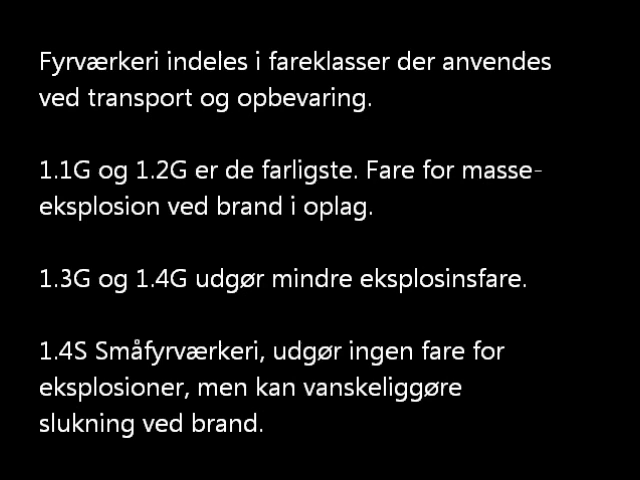 Fyrværkeri indeles i fareklasser der anvendes
ved transport og opbevaring.
1.1G og 1.2G er de farligste. Fare for masse-
eksplosion ved brand i oplag.
1.3G og 1.4G udgør mindre eksplosinsfare.
1.4S Småfyrværkeri, udgør ingen fare for
eksplosioner, men kan vanskeliggøre
slukning ved brand.